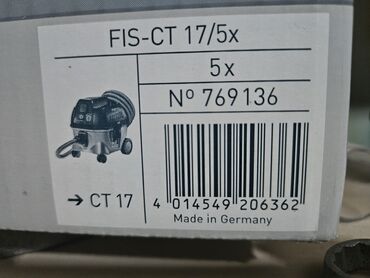 FIS-CT 17/5x
5x
Nº 769136
→ CT 17
4 014549 206362
Made in Germany